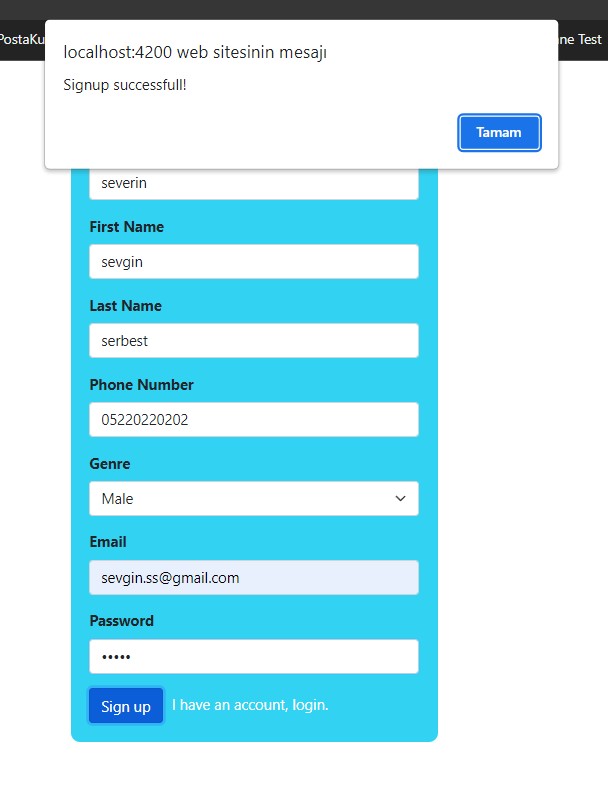 localhost:4200 web sitesinin mesajı
Signup successfull!
Tamam
severin
First Name
sevgin
Last Name
serbest
Phone Number
05220220202
Genre
Male
Email
sevgin.ss@gmail.com
Password
•••••
Sign up I have an account, login.
PostaKu
ne Test